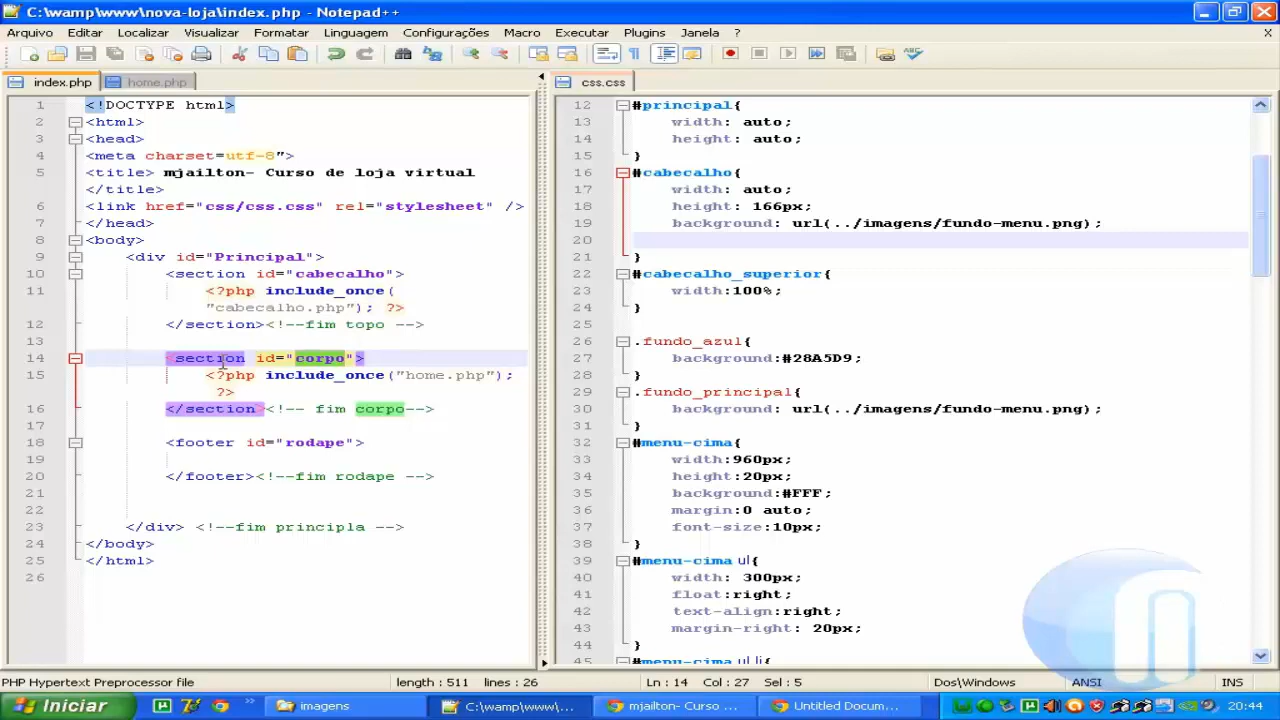 C:\wamp\www\nova-loja\index.php - Notepad++
Arquivo Editar Localizar Visualizar Formatar Linguagem Configurações Macro Executar Plugins Janela ? X
index.php home.php css.css
1 <!DOCTYPE html>
2 <html>
3 <head>
4 <meta charset=utf-8">
5 <title> mjailton- Curso de loja virtual
</title>
6 <link href="css/css.css" rel="stylesheet" />
7 </head>
8 <body>
9 <div id="Principal">
10 <section id="cabecalho">
11 <?php include_once(
"cabecalho.php"); ?>
12 </section><!--fim topo -->
13
14 <section id="corpo">
15 <?php include_once("home.php");
?>
16 </section><!-- fim corpo-->
17
18 <footer id="rodape">
19
20 </footer><!--fim rodape -->
21
22
23 </div> <!--fim principla -->
24 </body>
25 </html>
26
12 #principal{
13 width: auto;
14 height: auto;
15 }
16 #cabecalho{
17 width: auto;
18 height: 166px;
19 background: url(../imagens/fundo-menu.png);
20
21 }
22 #cabecalho_superior{
23 width:100%;
24 }
25
26 .fundo_azul{
27 background:#28A5D9;
28 }
29 .fundo_principal{
30 background: url(../imagens/fundo-menu.png);
31 }
32 #menu-cima{
33 width:960px;
34 height:20px;
35 background:#FFF;
36 margin:0 auto;
37 font-size:10px;
38 }
39 #menu-cima ul{
40 width: 300px;
41 float:right;
42 text-align:right;
43 margin-right: 20px;
44 }
45 #menu-cima ul li{
PHP Hypertext Preprocessor file length : 511 lines : 26 Ln : 14 Col : 27 Sel : 5 Dos\Windows ANSI INS
Iniciar imagens C:\wamp\www\... mjailton- Curso ... Untitled Docum... 20:44